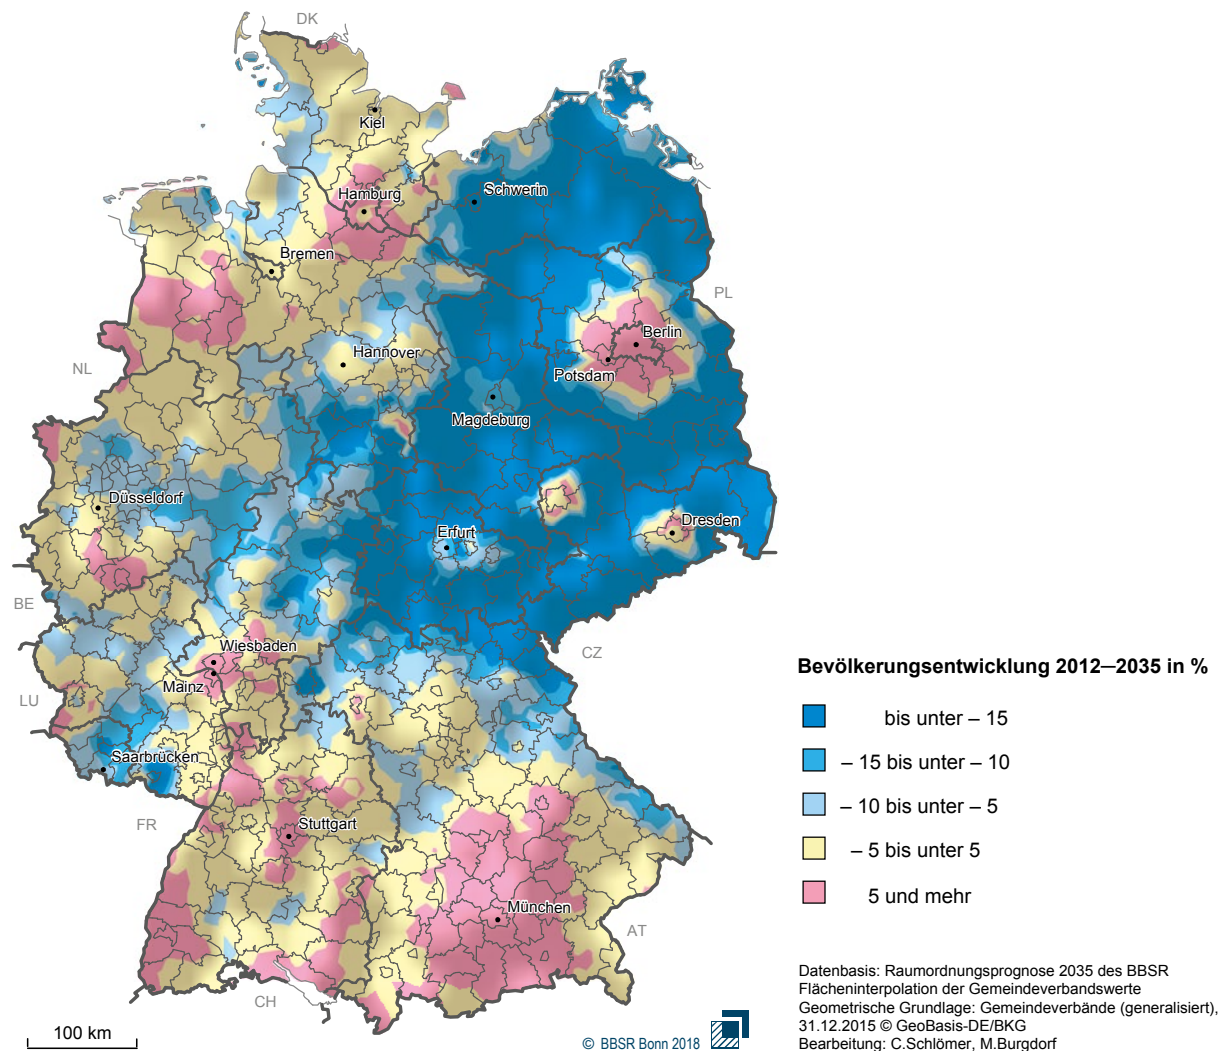 DK
Kiel
Hamburg
Schwerin
Bremen
PL
Berlin
Hannover
NL
Potsdam
Magdeburg
Düsseldorf
Dresden
Erfurt
BE
Wiesbaden
CZ
Mainz
LU
Saarbrücken
FR
Stuttgart
München
AT
CH
100 km
© BBSR Bonn 2018
Bevölkerungsentwicklung 2012–2035 in %
bis unter – 15
– 15 bis unter – 10
– 10 bis unter – 5
– 5 bis unter 5
5 und mehr
Datenbasis: Raumordnungsprognose 2035 des BBSR
Flächeninterpolation der Gemeindeverbandswerte
Geometrische Grundlage: Gemeindeverbände (generalisiert),
31.12.2015 © GeoBasis-DE/BKG
Bearbeitung: C.Schlömer, M.Burgdorf